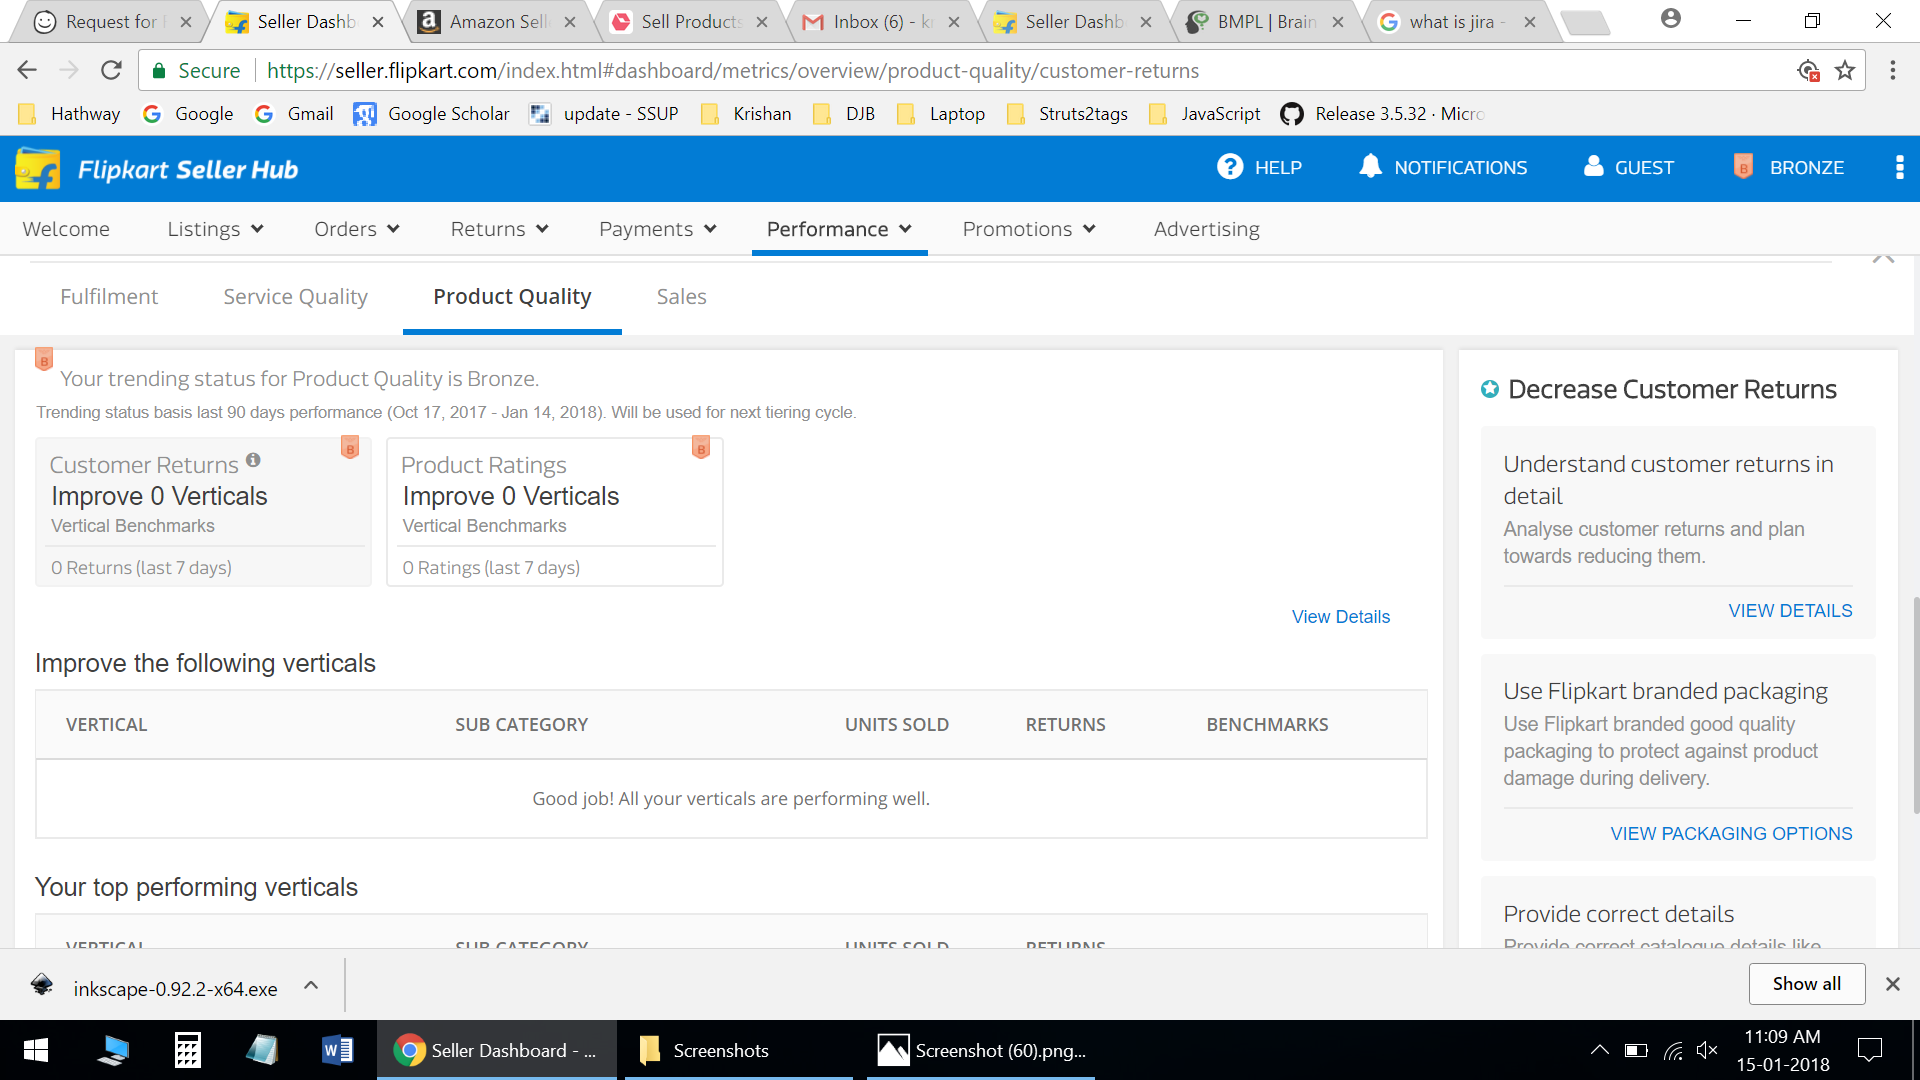 Request for
Seller Dashb
Amazon Sell
Sell Products
Inbox (6) - k
Seller Dashb
BMPL | Brain
what is jira -
Secure
https://seller.flipkart.com/index.html#dashboard/metrics/overview/product-quality/customer-returns
Hathway
Google
Gmail
Google Scholar
update - SSUP
Krishan
DJB
Laptop
Struts2tags
JavaScript
Release 3.5.32 · Micro
Flipkart Seller Hub
HELP
NOTIFICATIONS
GUEST
B
BRONZE
Welcome
Listings
Orders
Returns
Payments
Performance
Promotions
Advertising
Fulfilment
Service Quality
Product Quality
Sales
B
Your trending status for Product Quality is Bronze.
Trending status basis last 90 days performance (Oct 17, 2017 - Jan 14, 2018). Will be used for next tiering cycle.
B
Customer Returns
Improve 0 Verticals
Vertical Benchmarks
0 Returns (last 7 days)
B
Product Ratings
Improve 0 Verticals
Vertical Benchmarks
0 Ratings (last 7 days)
View Details
Improve the following verticals
VERTICAL SUB CATEGORY UNITS SOLD RETURNS BENCHMARKS
Good job! All your verticals are performing well.
Your top performing verticals
VERTICAL SUB CATEGORY UNITS SOLD RETURNS
Decrease Customer Returns
Understand customer returns in
detail
Analyse customer returns and plan
towards reducing them.
VIEW DETAILS
Use Flipkart branded packaging
Use Flipkart branded good quality
packaging to protect against product
damage during delivery.
VIEW PACKAGING OPTIONS
Provide correct details
Provide correct catalogue details like
inkscape-0.92.2-x64.exe
Show all
Seller Dashboard - ...
Screenshots
Screenshot (60).png...
11:09 AM
15-01-2018